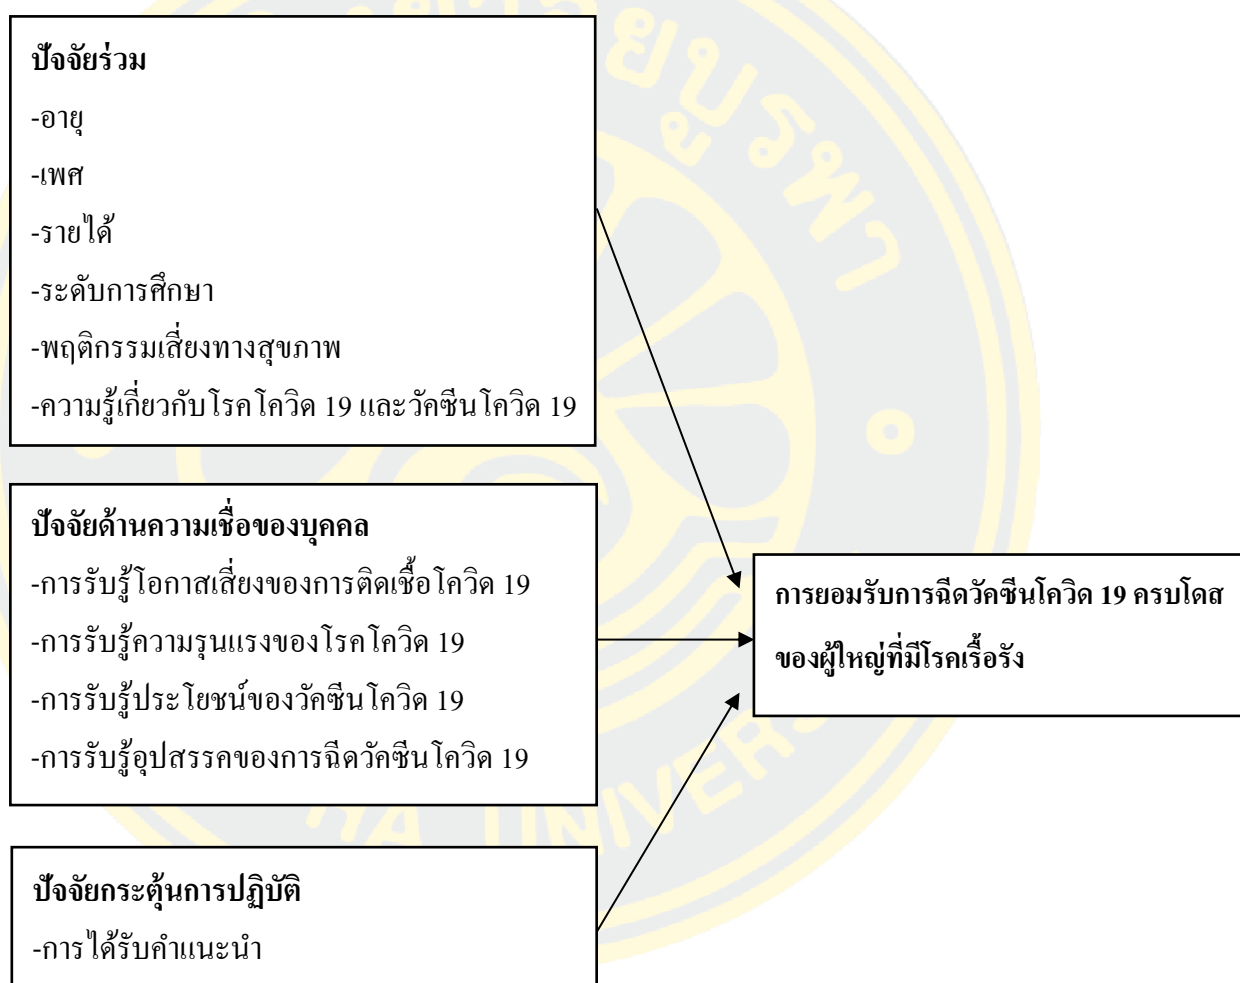 ปัจจัยร่วม
-อายุ
-เพศ
-รายได้
-ระดับการศึกษา
-พฤติกรรมเสี่ยงทางสุขภาพ
-ความรู้เกี่ยวกับโรคโควิด 19 และวัคซีนโควิด 19
ปัจจัยด้านความเชื่อของบุคคล
-การรับรู้โอกาสเสี่ยงของการติดเชื้อโควิด 19
-การรับรู้ความรุนแรงของโรคโควิด 19
-การรับรู้ประโยชน์ของวัคซีนโควิด 19
-การรับรู้อุปสรรคของการฉีดวัคซีนโควิด 19
ปัจจัยกระตุ้นการปฏิบัติ
-การได้รับคำแนะนำ
การยอมรับการฉีดวัคซีนโควิด 19 ครบโดส
ของผู้ใหญ่ที่มีโรคเรื้อรัง